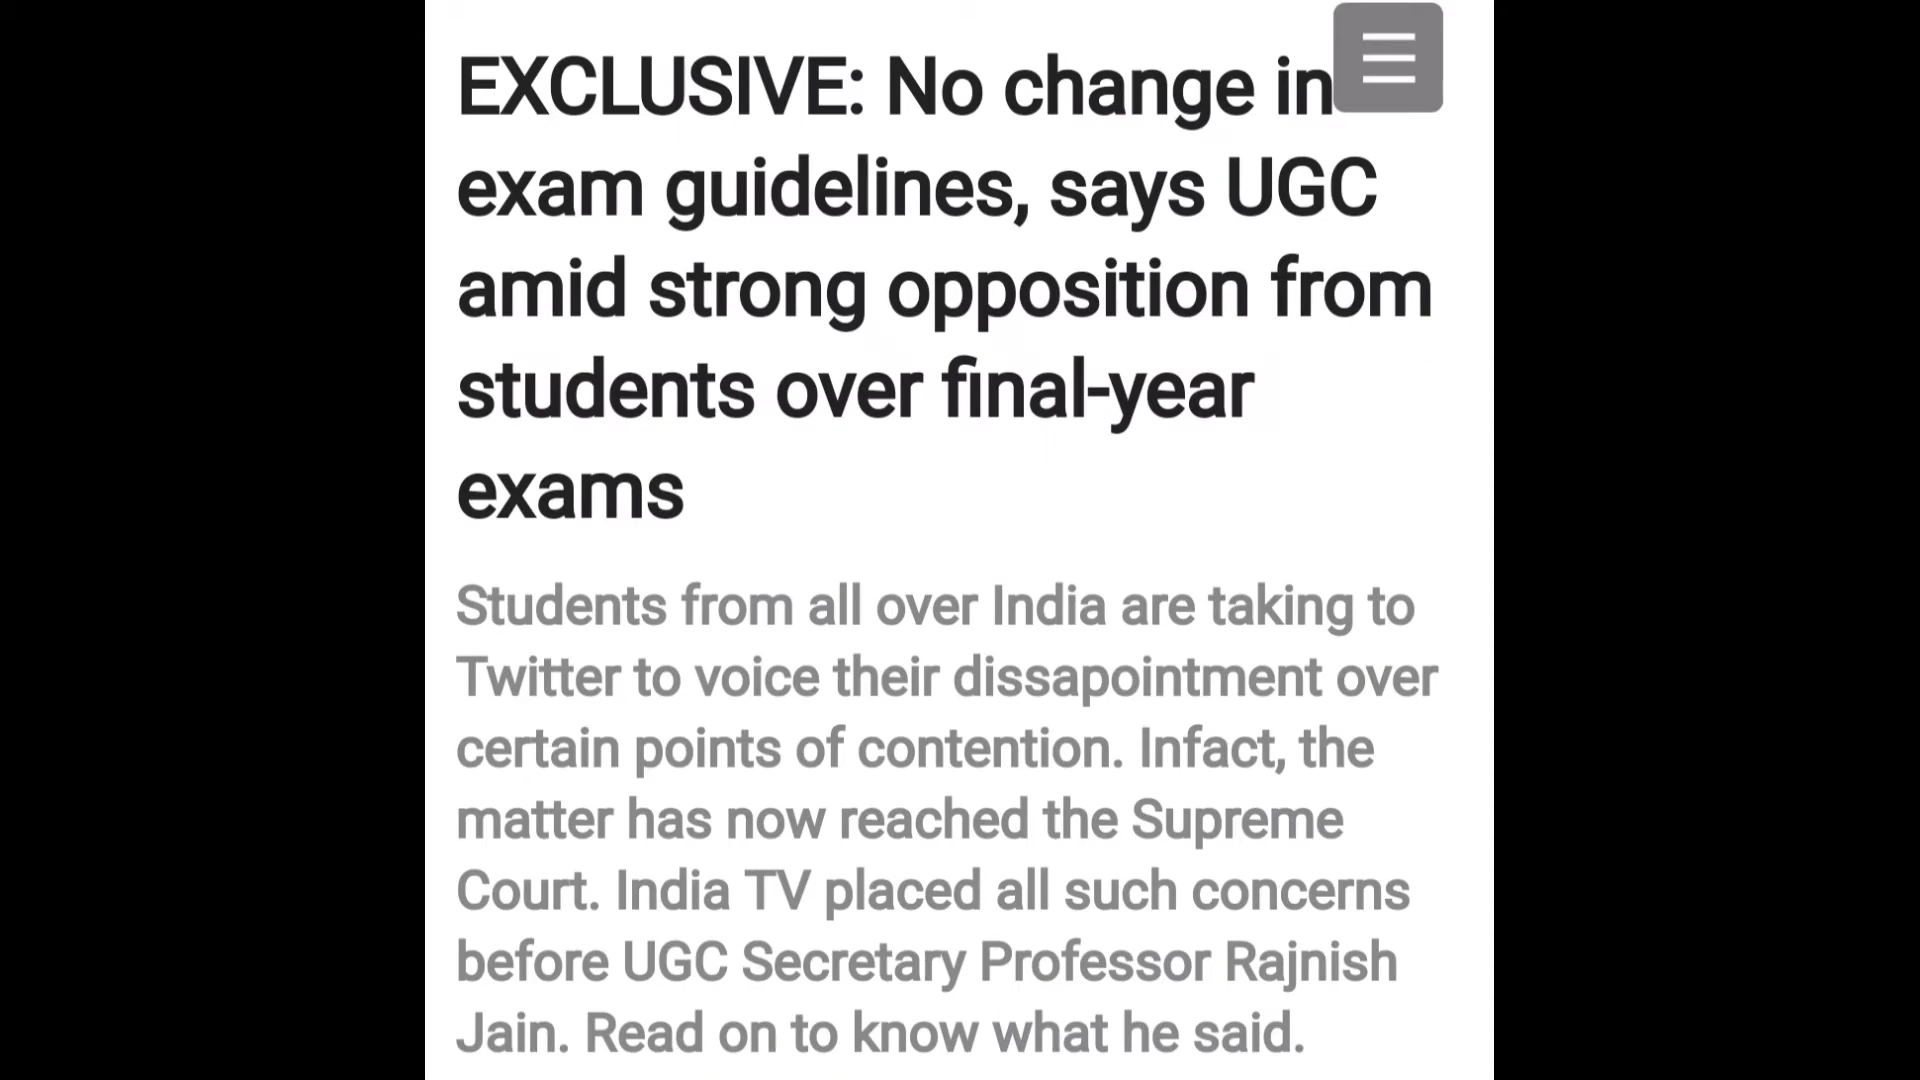 EXCLUSIVE: No change in
exam guidelines, says UGC
amid strong opposition from
students over final-year
exams
Students from all over India are taking to
Twitter to voice their dissapointment over
certain points of contention. Infact, the
matter has now reached the Supreme
Court. India TV placed all such concerns
before UGC Secretary Professor Rajnish
Jain. Read on to know what he said.